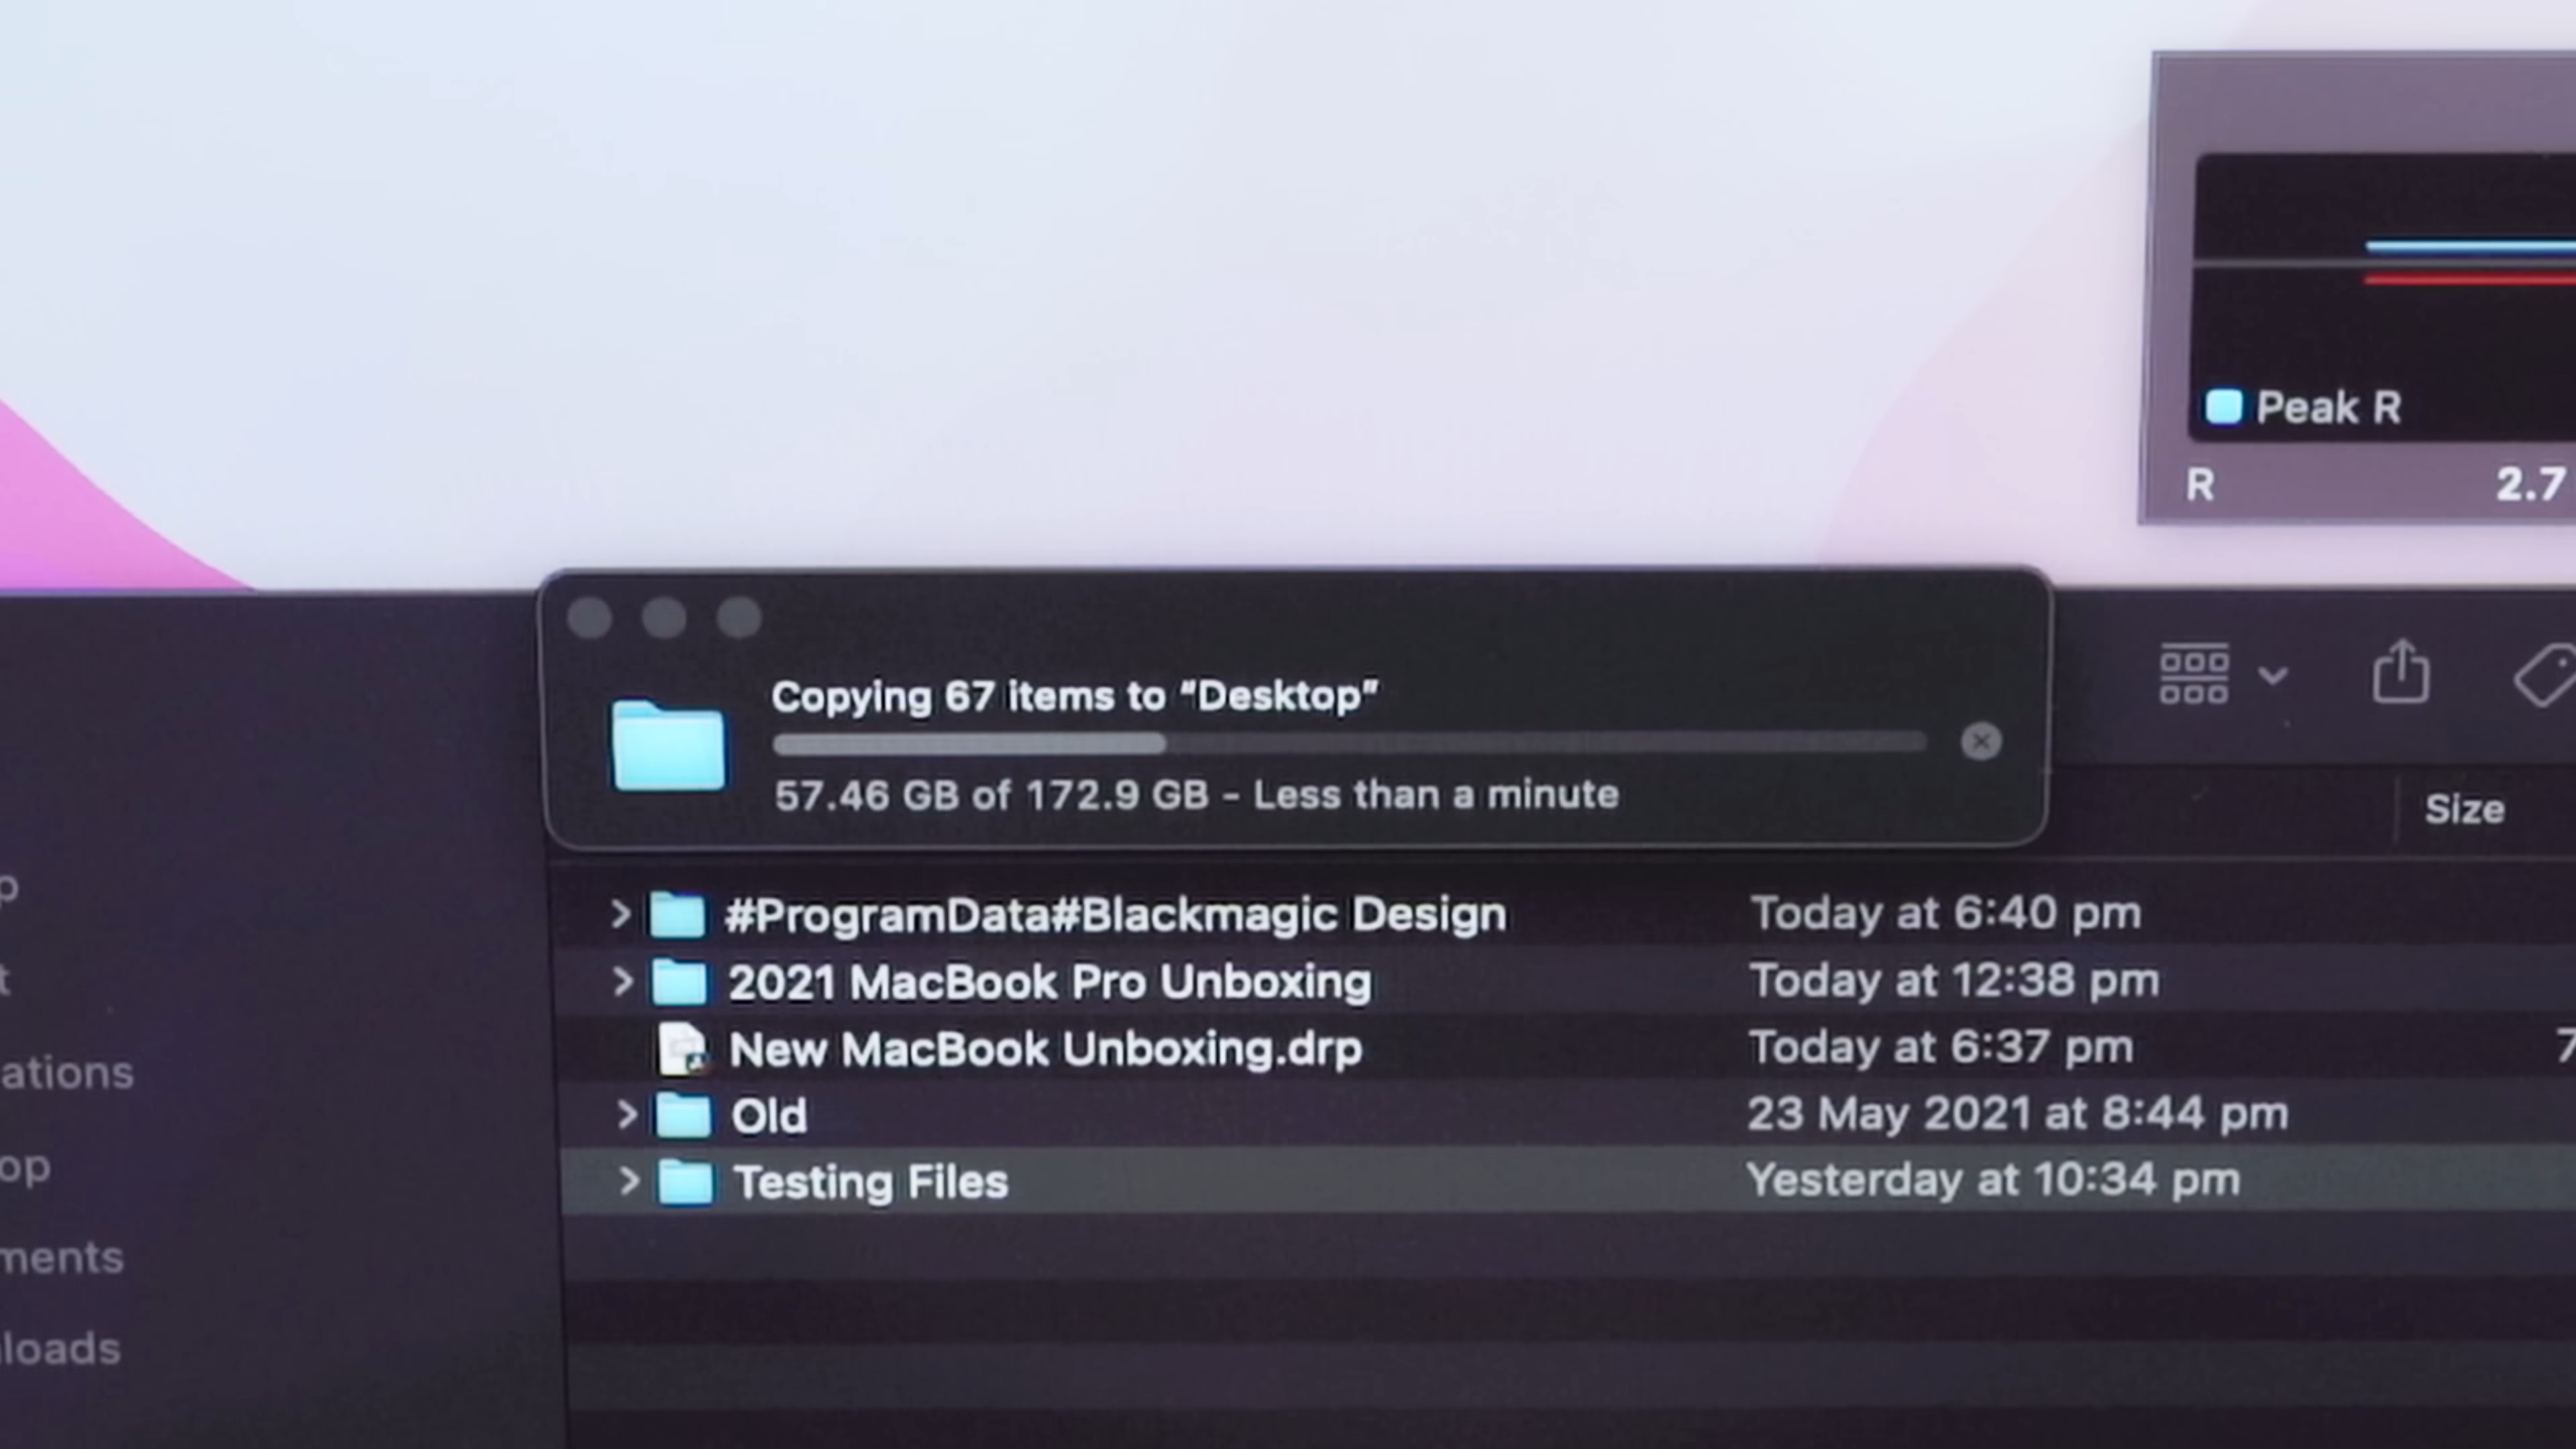 Peak R
R 2.7
Copying 67 items to “Desktop”
57.46 GB of 172.9 GB - Less than a minute
Size
#ProgramData#Blackmagic Design Today at 6:40 pm
2021 MacBook Pro Unboxing Today at 12:38 pm
New MacBook Unboxing.drp Today at 6:37 pm 7
Old 23 May 2021 at 8:44 pm
Testing Files Yesterday at 10:34 pm
p
t
ations
op
ments
loads